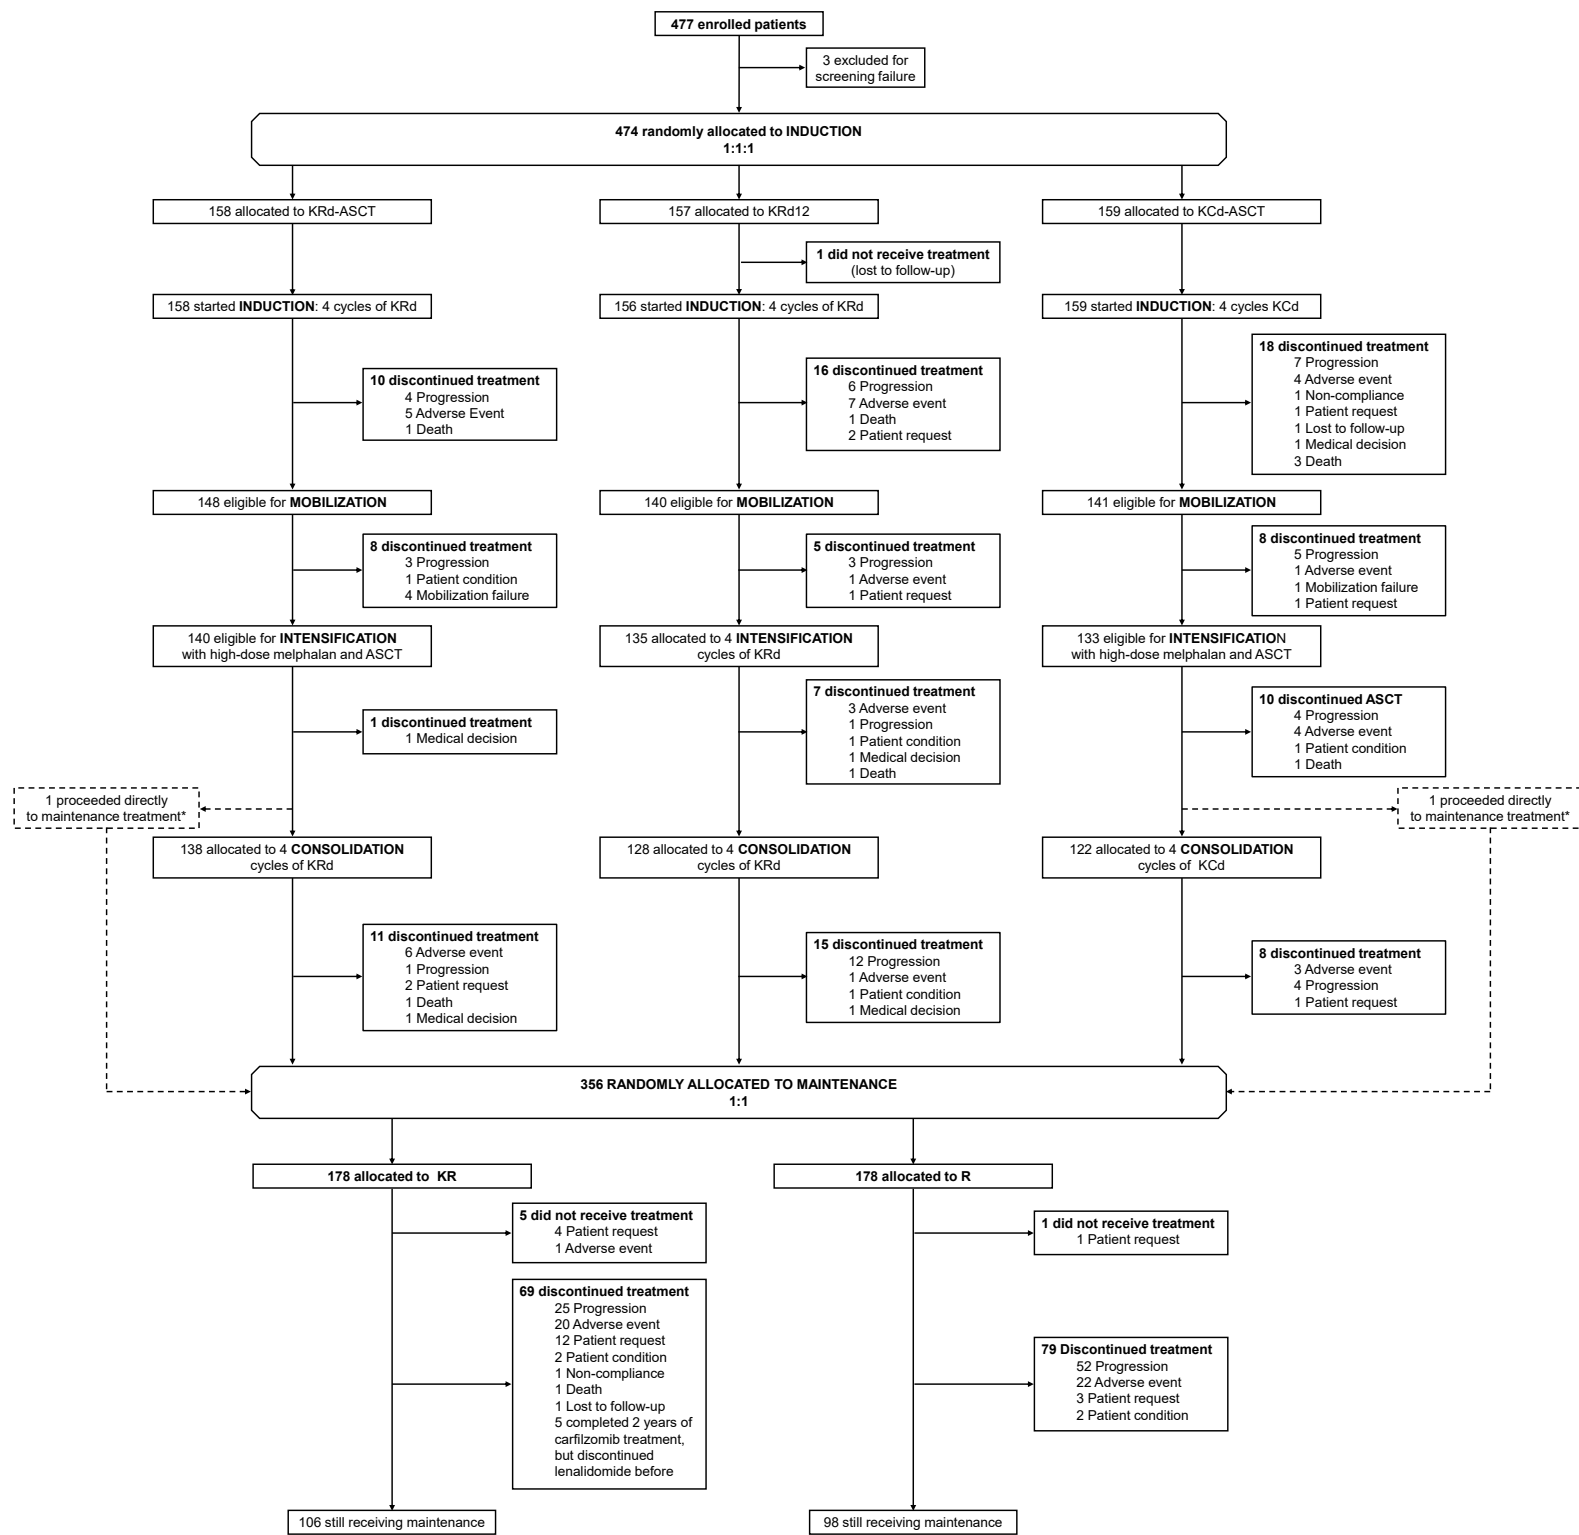 477 enrolled patients
3 excluded for
screening failure
474 randomly allocated to INDUCTION
1:1:1
158 allocated to KRd-ASCT
157 allocated to KRd12
159 allocated to KCd-ASCT
1 did not receive treatment
(lost to follow-up)
158 started INDUCTION: 4 cycles of KRd
156 started INDUCTION: 4 cycles of KRd
159 started INDUCTION: 4 cycles KCd
10 discontinued treatment
4 Progression
5 Adverse Event
1 Death
16 discontinued treatment
6 Progression
7 Adverse event
1 Death
2 Patient request
18 discontinued treatment
7 Progression
4 Adverse event
1 Non-compliance
1 Patient request
1 Lost to follow-up
1 Medical decision
3 Death
148 eligible for MOBILIZATION
140 eligible for MOBILIZATION
141 eligible for MOBILIZATION
8 discontinued treatment
3 Progression
1 Patient condition
4 Mobilization failure
5 discontinued treatment
3 Progression
1 Adverse event
1 Patient request
8 discontinued treatment
5 Progression
1 Adverse event
1 Mobilization failure
1 Patient request
140 eligible for INTENSIFICATION
with high-dose melphalan and ASCT
135 allocated to 4 INTENSIFICATION
cycles of KRd
133 eligible for INTENSIFICATION
with high-dose melphalan and ASCT
1 discontinued treatment
1 Medical decision
7 discontinued treatment
3 Adverse event
1 Progression
1 Patient condition
1 Medical decision
1 Death
10 discontinued ASCT
4 Progression
4 Adverse event
1 Patient condition
1 Death
1 proceeded directly
to maintenance treatment*
1 proceeded directly
to maintenance treatment*
138 allocated to 4 CONSOLIDATION
cycles of KRd
128 allocated to 4 CONSOLIDATION
cycles of KRd
122 allocated to 4 CONSOLIDATION
cycles of KCd
11 discontinued treatment
6 Adverse event
1 Progression
2 Patient request
1 Death
1 Medical decision
15 discontinued treatment
12 Progression
1 Adverse event
1 Patient condition
1 Medical decision
8 discontinued treatment
3 Adverse event
4 Progression
1 Patient request
356 RANDOMLY ALLOCATED TO MAINTENANCE
1:1
178 allocated to KR
178 allocated to R
5 did not receive treatment
4 Patient request
1 Adverse event
1 did not receive treatment
1 Patient request
69 discontinued treatment
25 Progression
20 Adverse event
12 Patient request
2 Patient condition
1 Non-compliance
1 Death
1 Lost to follow-up
5 completed 2 years of
carfilzomib treatment,
but discontinued
lenalidomide before
79 Discontinued treatment
52 Progression
22 Adverse event
3 Patient request
2 Patient condition
106 still receiving maintenance
98 still receiving maintenance